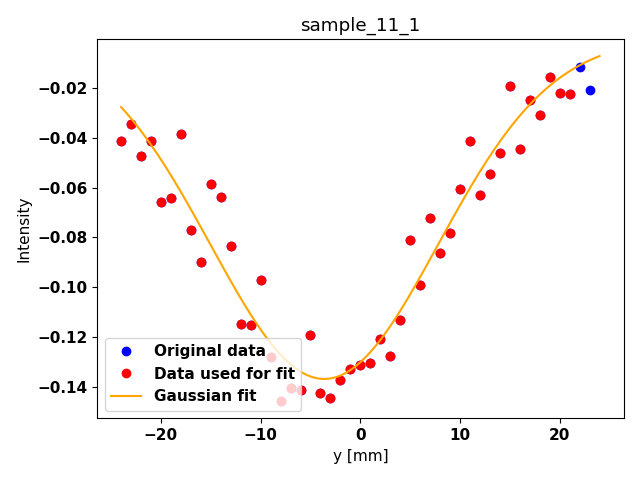 sample_11_1
−0.02
−0.04
−0.06
−0.08
−0.10
−0.12
−0.14
Intensity
Original data
Data used for fit
Gaussian fit
−20
−10
0
10
20
y [mm]